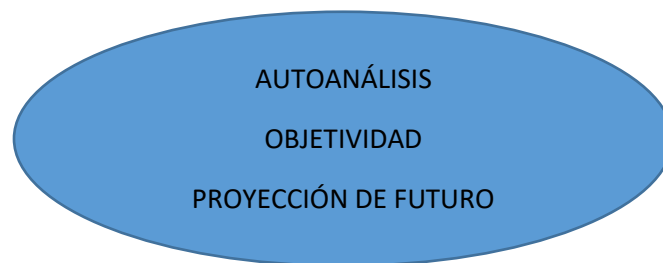 AUTOANÁLISIS
OBJETIVIDAD
PROYECCIÓN DE FUTURO